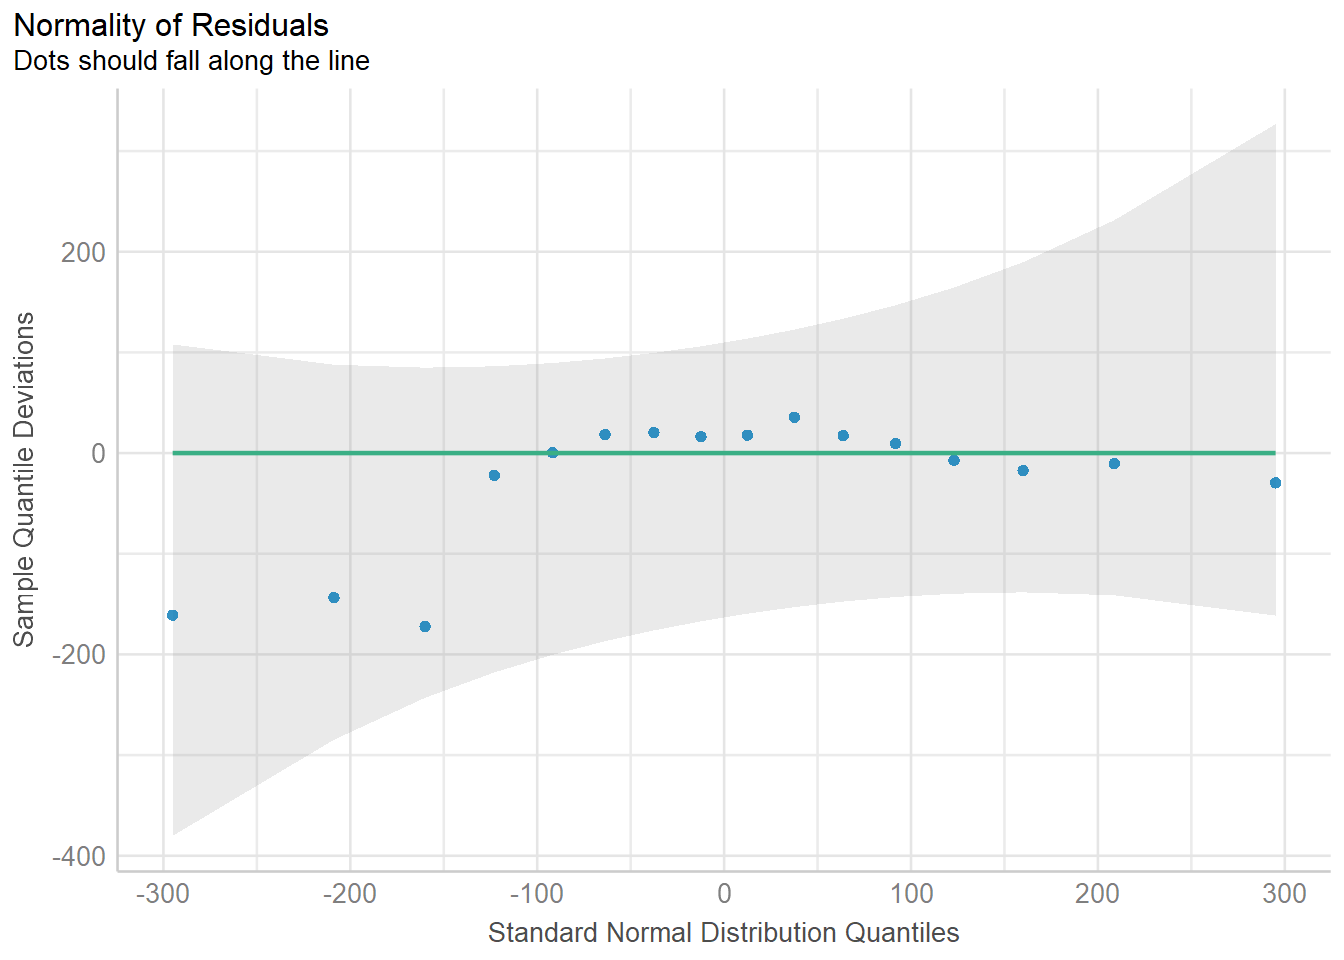 Normality of Residuals
Dots should fall along the line
Sample Quantile Deviations
200
0
-200
-400
-300
-200
-100
0
100
200
300
Standard Normal Distribution Quantiles